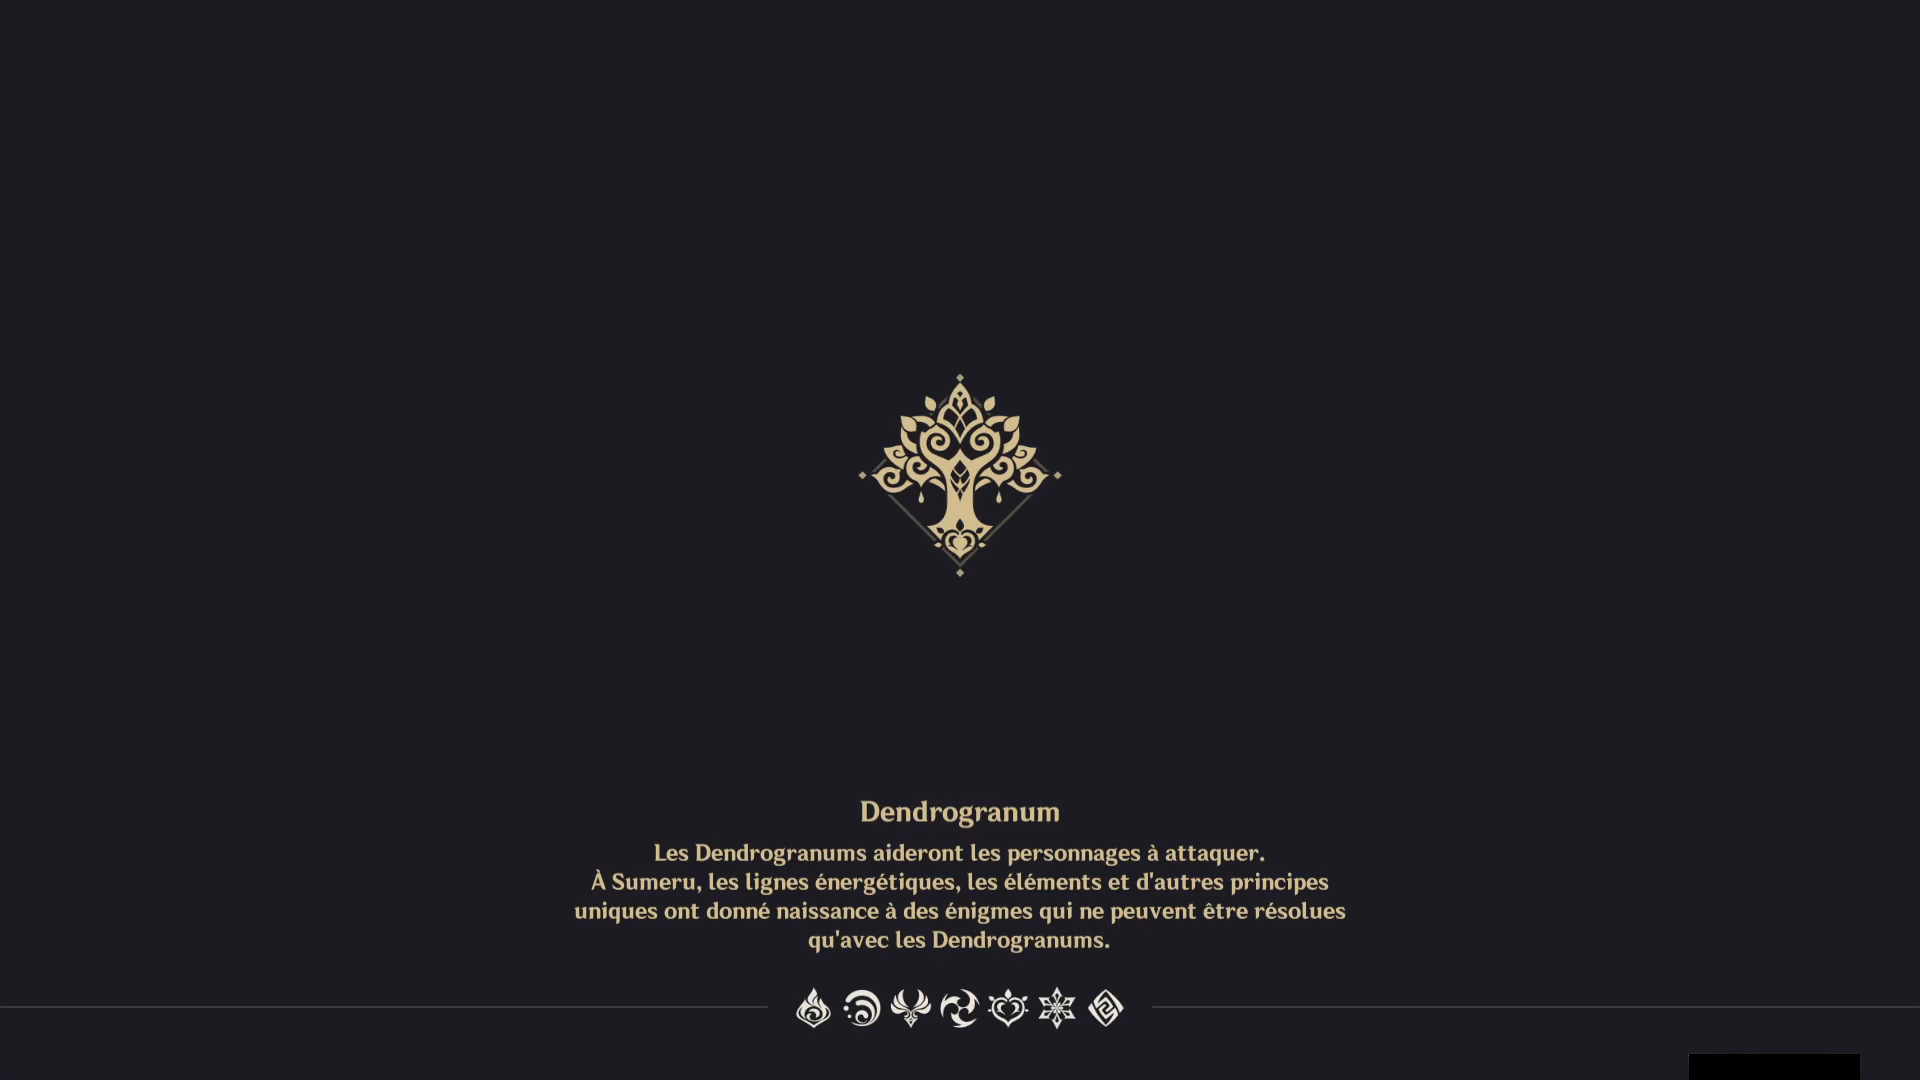 Dendrogranum
Les Dendrogranums aideront les personnages à attaquer.
À Sumeru, les lignes énergétiques, les éléments et d'autres principes
uniques ont donné naissance à des énigmes qui ne peuvent être résolues
qu'avec les Dendrogranums.